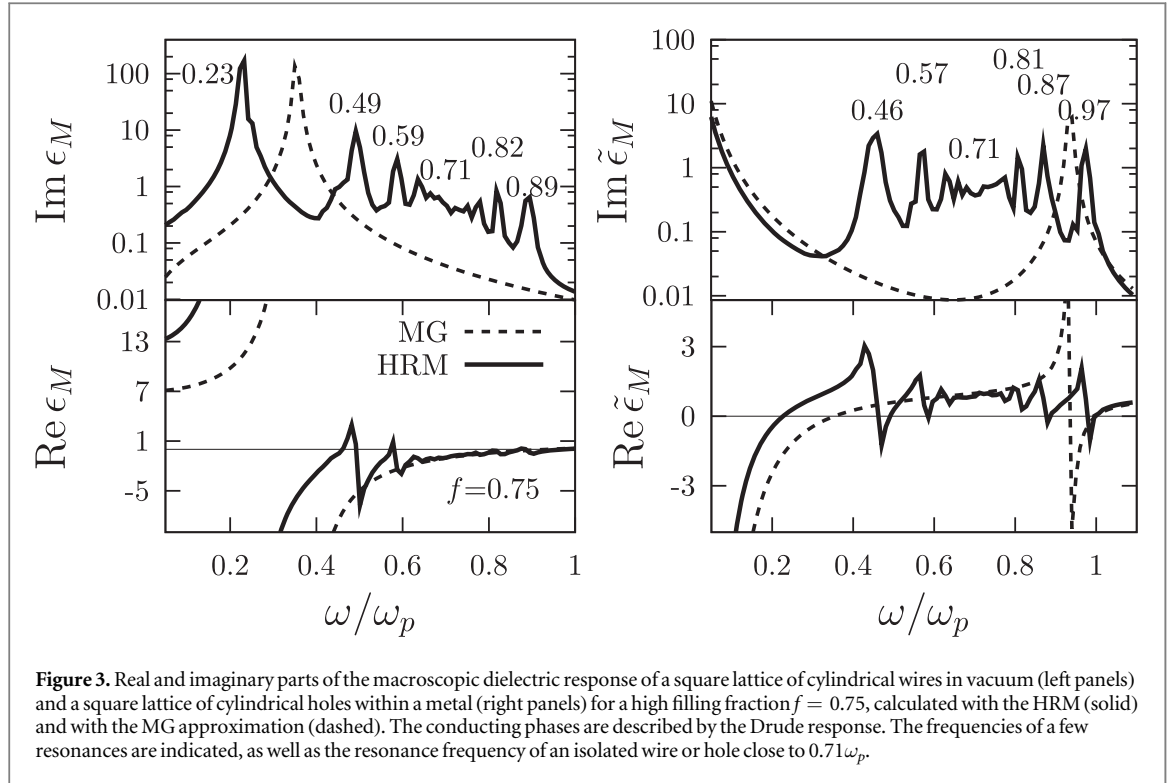 100
10
1
0.1
0.01
Im ϵ_M
0.23
0.49
0.59
0.71
0.82
0.89
100
10
1
0.1
0.01
Im ϵ̃_M
0.46
0.57
0.71
0.81
0.87
0.97
13
7
1
-5
Re ϵ_M
MG
HRM
f=0.75
0.2 0.4 0.6 0.8 1
ω/ω_p
3
0
-3
Re ϵ̃_M
0.2 0.4 0.6 0.8 1
ω/ω_p
Figure 3. Real and imaginary parts of the macroscopic dielectric response of a square lattice of cylindrical wires in vacuum (left panels)
and a square lattice of cylindrical holes within a metal (right panels) for a high filling fraction f = 0.75, calculated with the HRM (solid)
and with the MG approximation (dashed). The conducting phases are described by the Drude response. The frequencies of a few
resonances are indicated, as well as the resonance frequency of an isolated wire or hole close to 0.71ω_p.